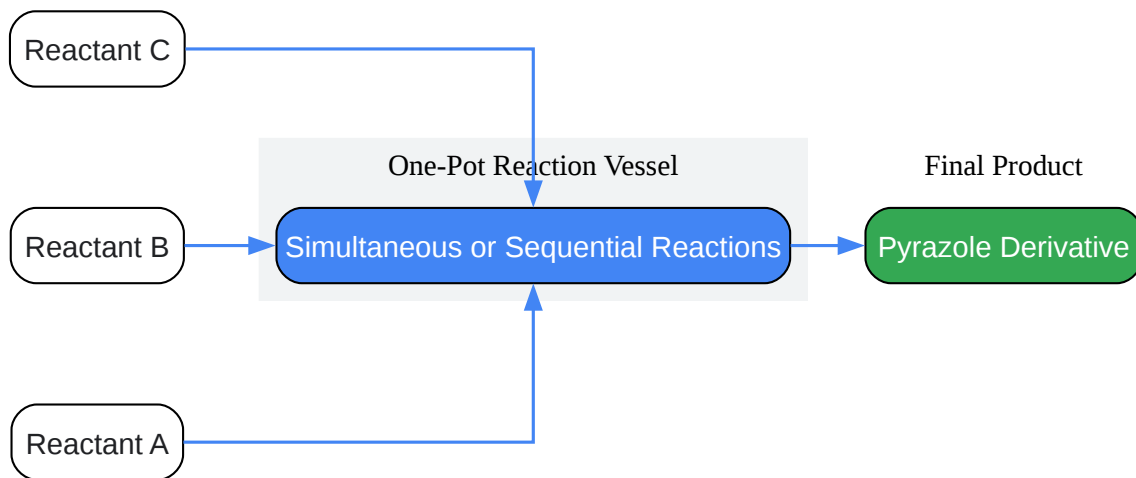 Reactant C
One-Pot Reaction Vessel
Final Product
Reactant B
Simultaneous or Sequential Reactions
Pyrazole Derivative
Reactant A